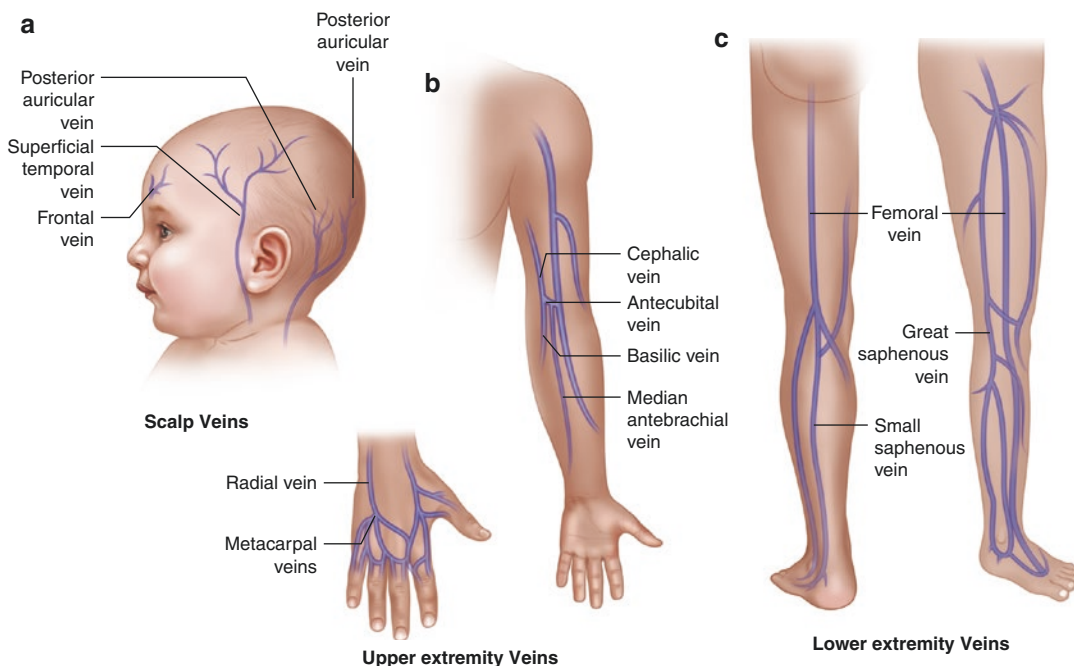 a
Posterior
auricular
vein
Posterior
auricular
vein
Superficial
temporal
vein
Frontal
vein
Scalp Veins
b
Cephalic
vein
Antecubital
vein
Basilic vein
Median
antebrachial
vein
Radial vein
Metacarpal
veins
Upper extremity Veins
c
Femoral
vein
Great
saphenous
vein
Small
saphenous
vein
Lower extremity Veins